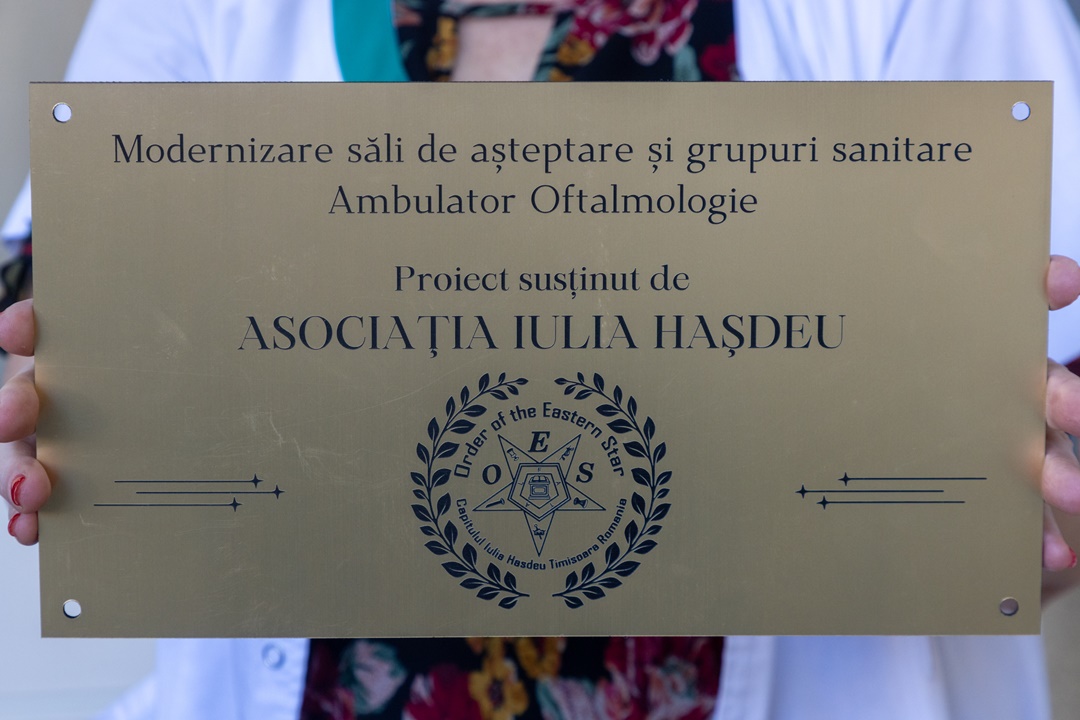 Modernizare săli de așteptare și grupuri sanitare
Ambulator Oftalmologie
Proiect susținut de
ASOCIAȚIA IULIA HAȘDEU
Order of the Eastern Star
O E S
Capitulul Iulia Hasdeu Timisoara Romania